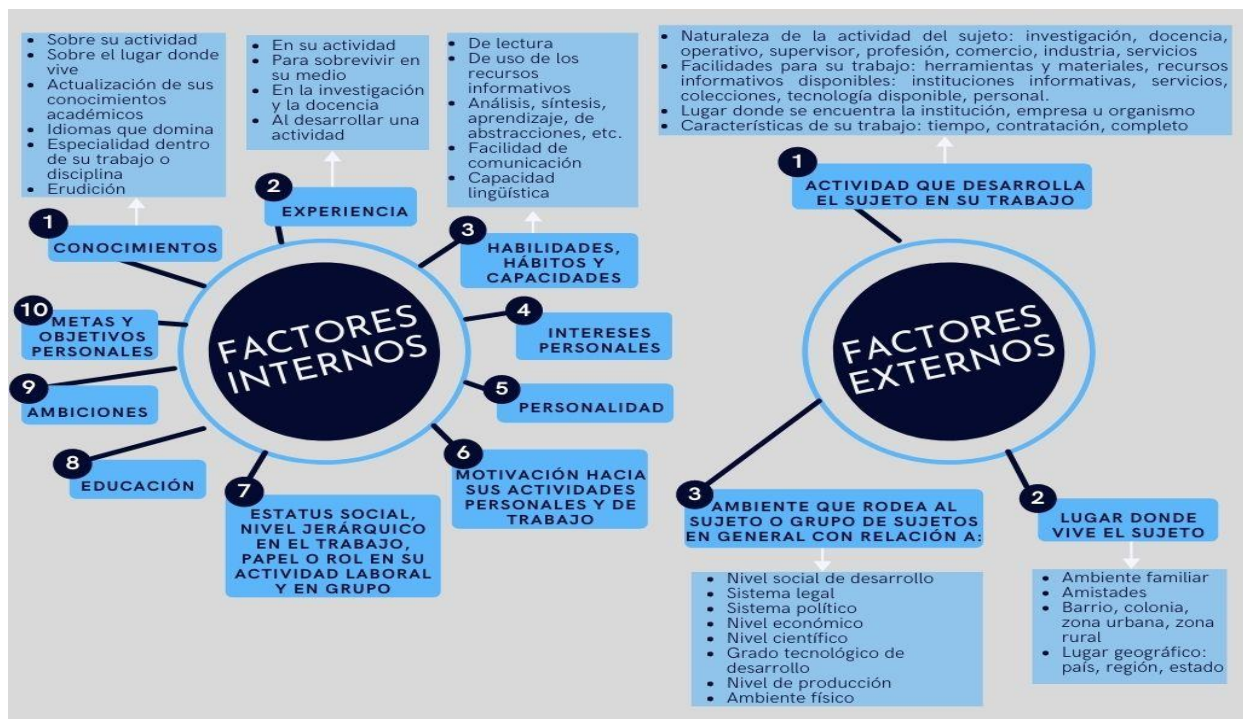 FACTORES
INTERNOS
1
CONOCIMIENTOS
• Sobre su actividad
• Sobre el lugar donde
vive
• Actualización de sus
conocimientos
académicos
• Idiomas que domina
• Especialidad dentro
de su trabajo o
disciplina
• Erudición
2
EXPERIENCIA
• En su actividad
• Para sobrevivir en
su medio
• En la investigación
y la docencia
• Al desarrollar una
actividad
3
HABILIDADES,
HÁBITOS Y
CAPACIDADES
• De lectura
• De uso de los
recursos
informativos
• Análisis, síntesis,
aprendizaje, de
abstracciones, etc.
• Facilidad de
comunicación
• Capacidad
lingüística
4
INTERESES
PERSONALES
5
PERSONALIDAD
6
MOTIVACIÓN HACIA
SUS ACTIVIDADES
PERSONALES Y DE
TRABAJO
7
ESTATUS SOCIAL,
NIVEL JERÁRQUICO
EN EL TRABAJO,
PAPEL O ROL EN SU
ACTIVIDAD LABORAL
Y EN GRUPO
8
EDUCACIÓN
9
AMBICIONES
10
METAS Y
OBJETIVOS
PERSONALES
FACTORES
EXTERNOS
1
ACTIVIDAD QUE DESARROLLA
EL SUJETO EN SU TRABAJO
• Naturaleza de la actividad del sujeto: investigación, docencia,
operativo, supervisor, profesión, comercio, industria, servicios
• Facilidades para su trabajo: herramientas y materiales, recursos
informativos disponibles: instituciones informativas, servicios,
colecciones, tecnología disponible, personal.
• Lugar donde se encuentra la institución, empresa u organismo
• Características de su trabajo: tiempo, contratación, completo
2
LUGAR DONDE
VIVE EL SUJETO
• Ambiente familiar
• Amistades
• Barrio, colonia,
zona urbana, zona
rural
• Lugar geográfico:
país, región, estado
3
AMBIENTE QUE RODEA AL
SUJETO O GRUPO DE SUJETOS
EN GENERAL CON RELACIÓN A:
• Nivel social de desarrollo
• Sistema legal
• Sistema político
• Nivel económico
• Nivel científico
• Grado tecnológico de
desarrollo
• Nivel de producción
• Ambiente físico